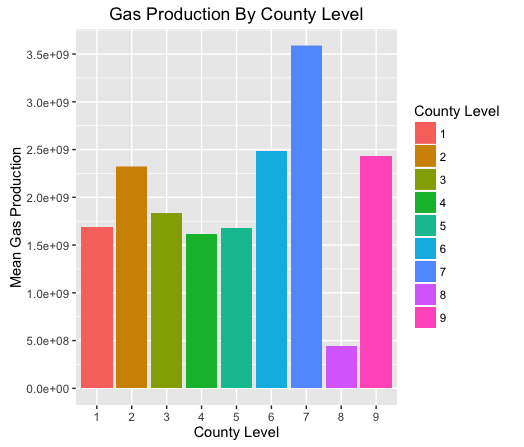 Gas Production By County Level
Mean Gas Production
3.5e+09
3.0e+09
2.5e+09
2.0e+09
1.5e+09
1.0e+09
5.0e+08
0.0e+00
1 2 3 4 5 6 7 8 9
County Level
County Level
1
2
3
4
5
6
7
8
9